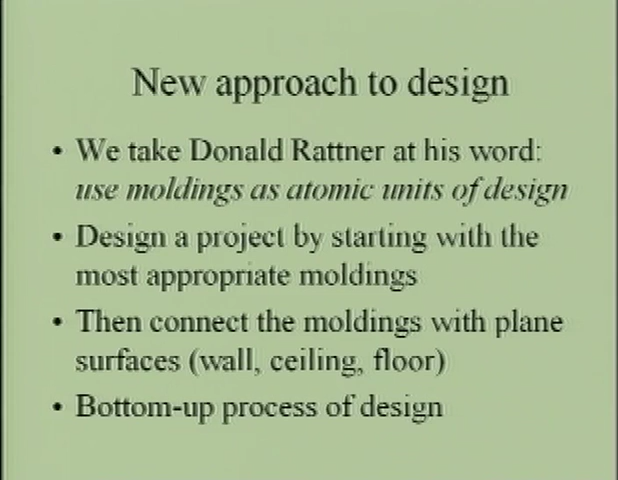 New approach to design
• We take Donald Rattner at his word:
use moldings as atomic units of design
• Design a project by starting with the
most appropriate moldings
• Then connect the moldings with plane
surfaces (wall, ceiling, floor)
• Bottom-up process of design